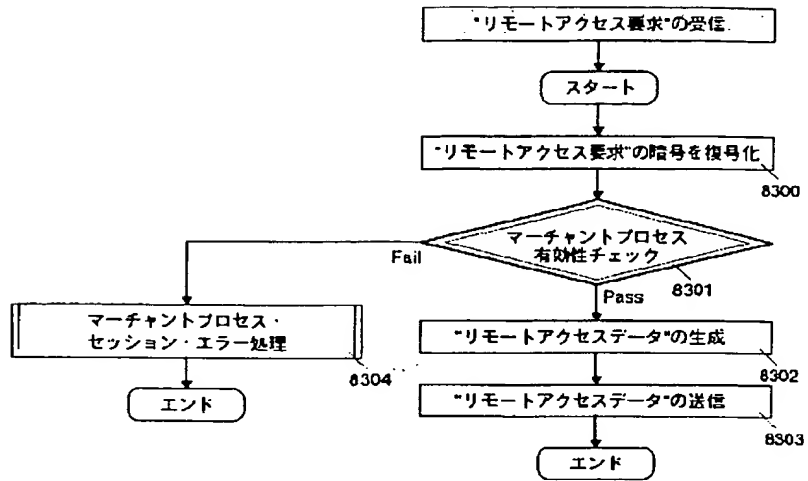 "リモートアクセス要求"の受信
スタート
"リモートアクセス要求"の暗号を復号化
8300
マーチャントプロセス
有効性チェック
8301
Fail
Pass
マーチャントプロセス・
セッション・エラー処理
8304
エンド
"リモートアクセスデータ"の生成
8302
"リモートアクセスデータ"の送信
8303
エンド